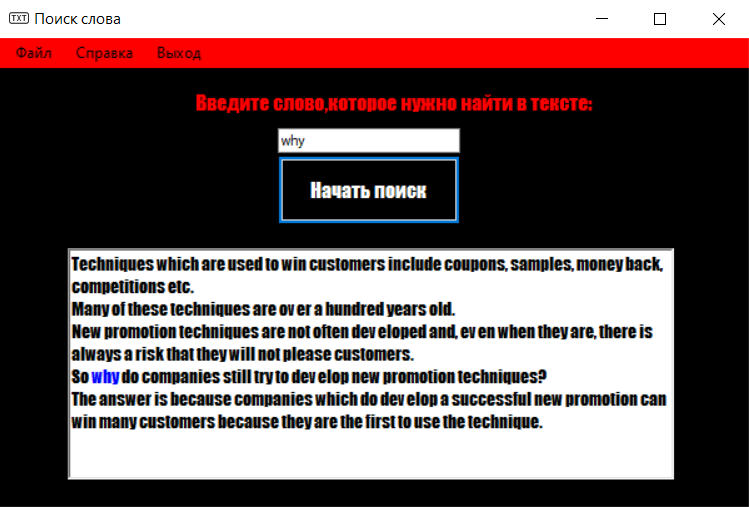 TXT Поиск слова
Файл Справка Выход
Введите слово,которое нужно найти в тексте:
why
Начать поиск
Techniques which are used to win customers include coupons, samples, money back,
competitions etc.
Many of these techniques are ov er a hundred years old.
New promotion techniques are not often dev eloped and, ev en when they are, there is
always a risk that they will not please customers.
So why do companies still try to dev elop new promotion techniques?
The answer is because companies which do dev elop a successful new promotion can
win many customers because they are the first to use the technique.